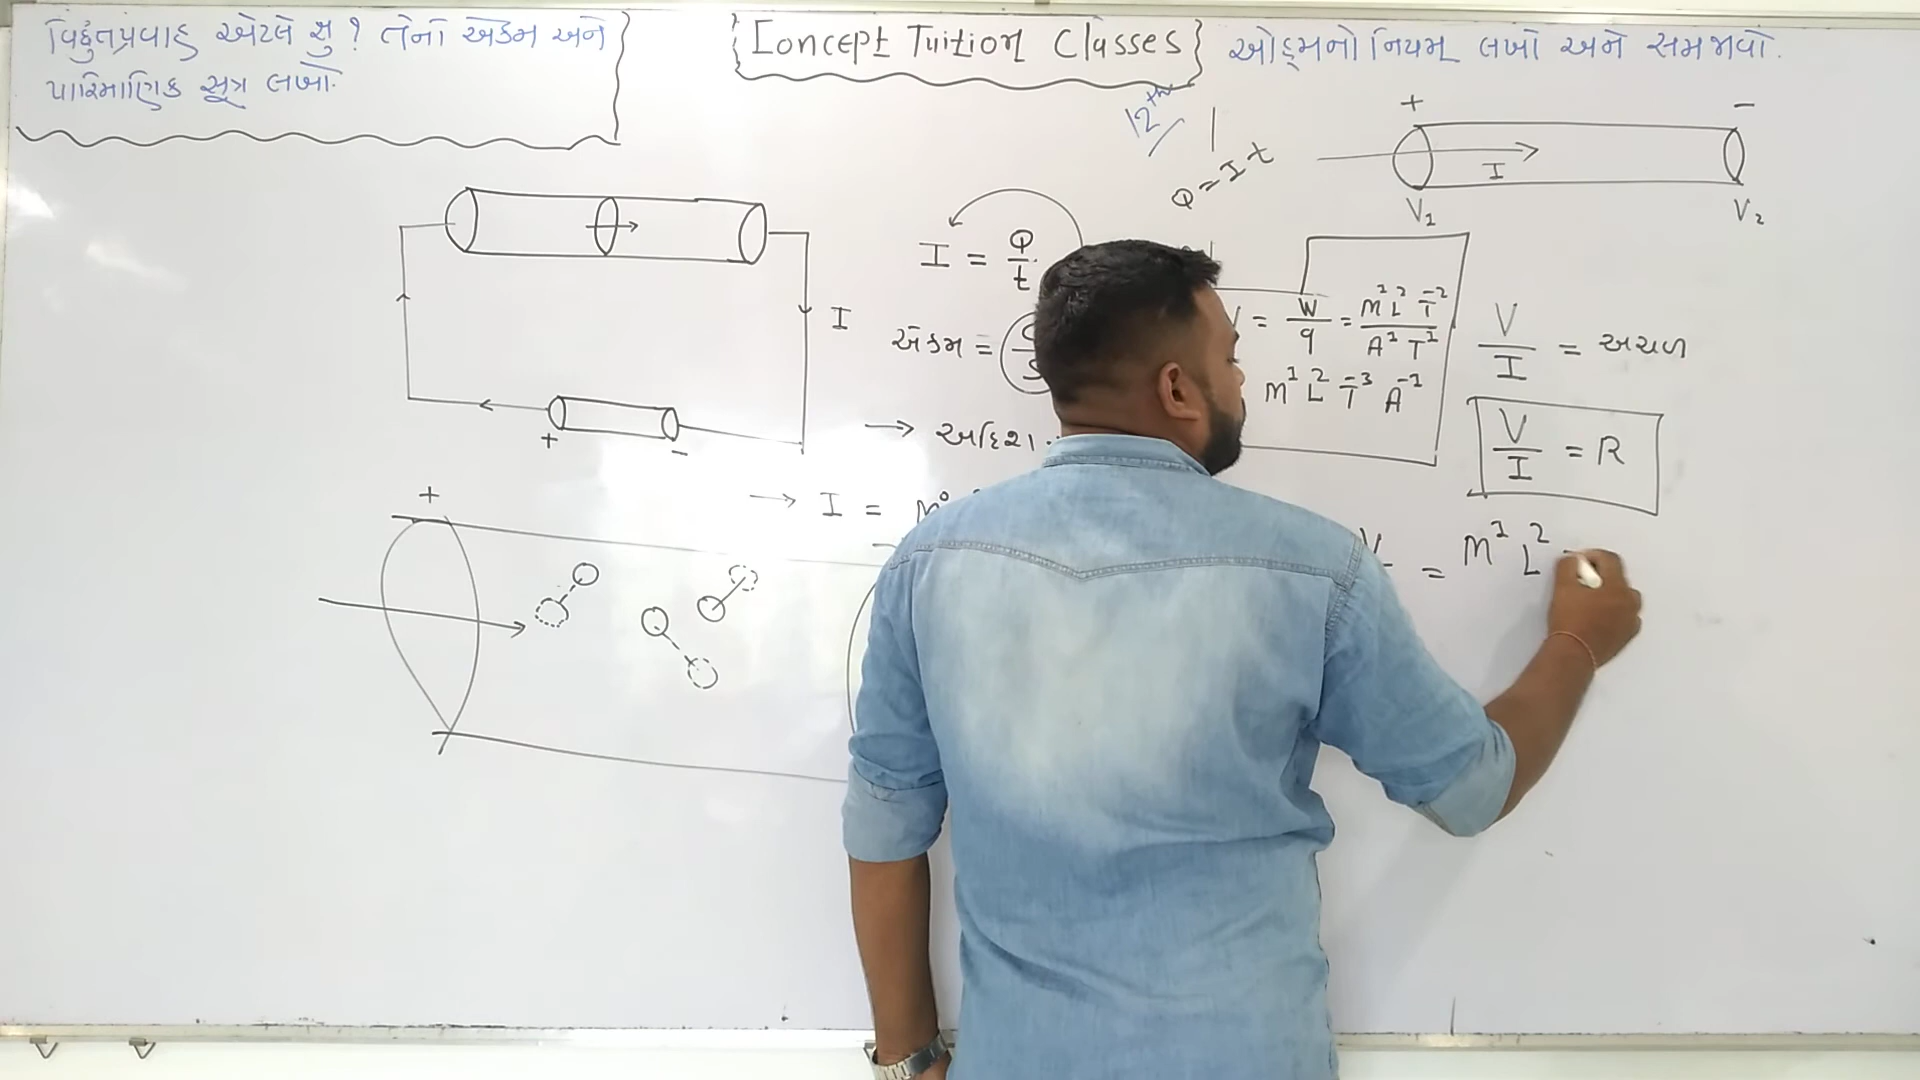 વિદ્યુતપ્રવાહ એટલે શુ ? તેનો એકમ અને
પારિમાણિક સૂત્ર લખો.
Concept Tuition Classes
12th
ઓહ્મનો નિયમ લખો અને સમજાવો.
+ −
I
V₁ V₂
Q = I t
I = Q/t
I
એકમ =
+ −
→ અદિશ
→ I = M⁰
+
= W/q = M¹ L² T⁻² / A¹ T¹
M¹ L² T⁻³ A⁻¹
V/I = અચળ
V/I = R
= M¹ L²